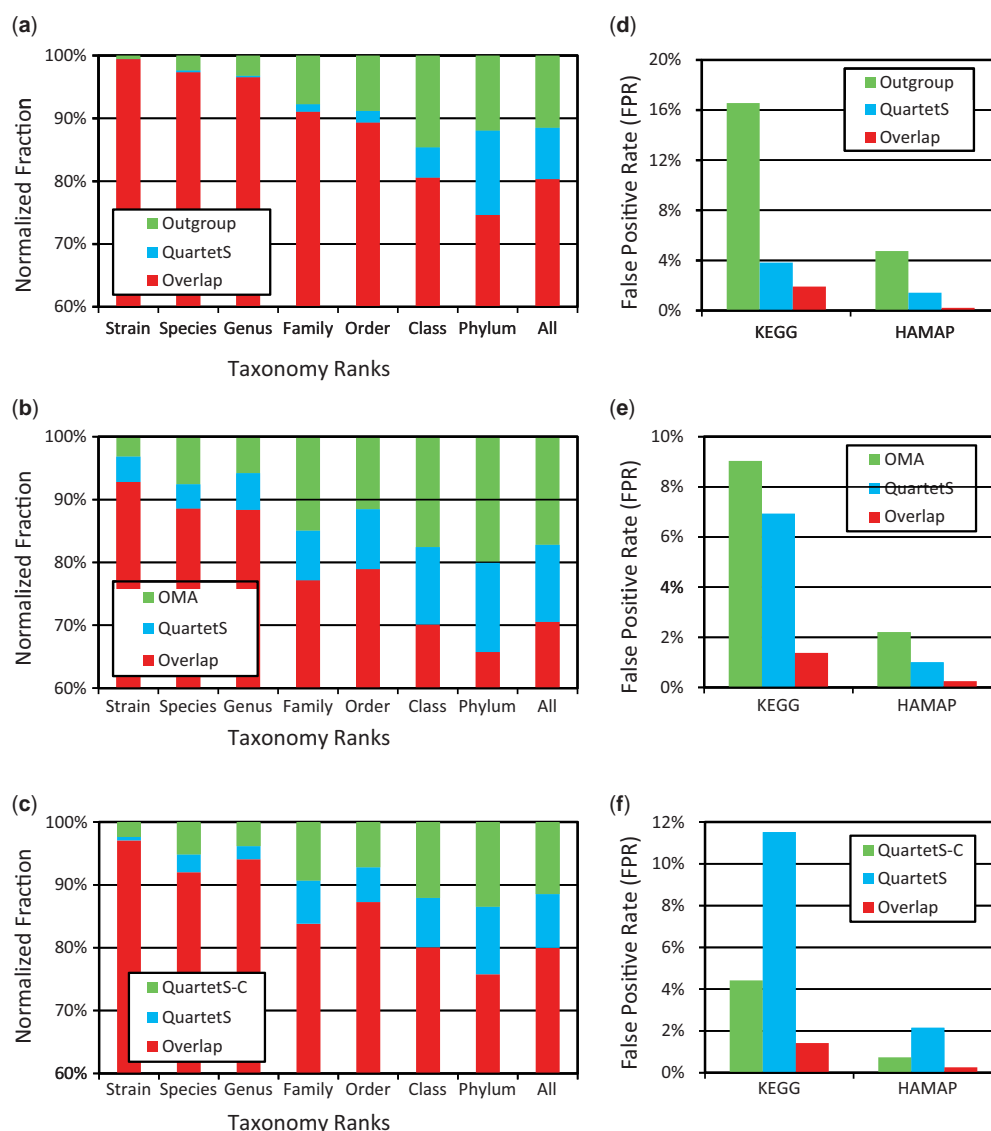 (a)
100%
90%
80%
70%
60%
Normalized Fraction
Outgroup
QuartetS
Overlap
Strain Species Genus Family Order Class Phylum All
Taxonomy Ranks
(d)
20%
16%
12%
8%
4%
0%
False Positive Rate (FPR)
Outgroup
QuartetS
Overlap
KEGG HAMAP
(b)
100%
90%
80%
70%
60%
Normalized Fraction
OMA
QuartetS
Overlap
Strain Species Genus Family Order Class Phylum All
Taxonomy Ranks
(e)
10%
8%
6%
4%
2%
0%
False Positive Rate (FPR)
OMA
QuartetS
Overlap
KEGG HAMAP
(c)
100%
90%
80%
70%
60%
Normalized Fraction
QuartetS-C
QuartetS
Overlap
Strain Species Genus Family Order Class Phylum All
Taxonomy Ranks
(f)
12%
10%
8%
6%
4%
2%
0%
False Positive Rate (FPR)
QuartetS-C
QuartetS
Overlap
KEGG HAMAP